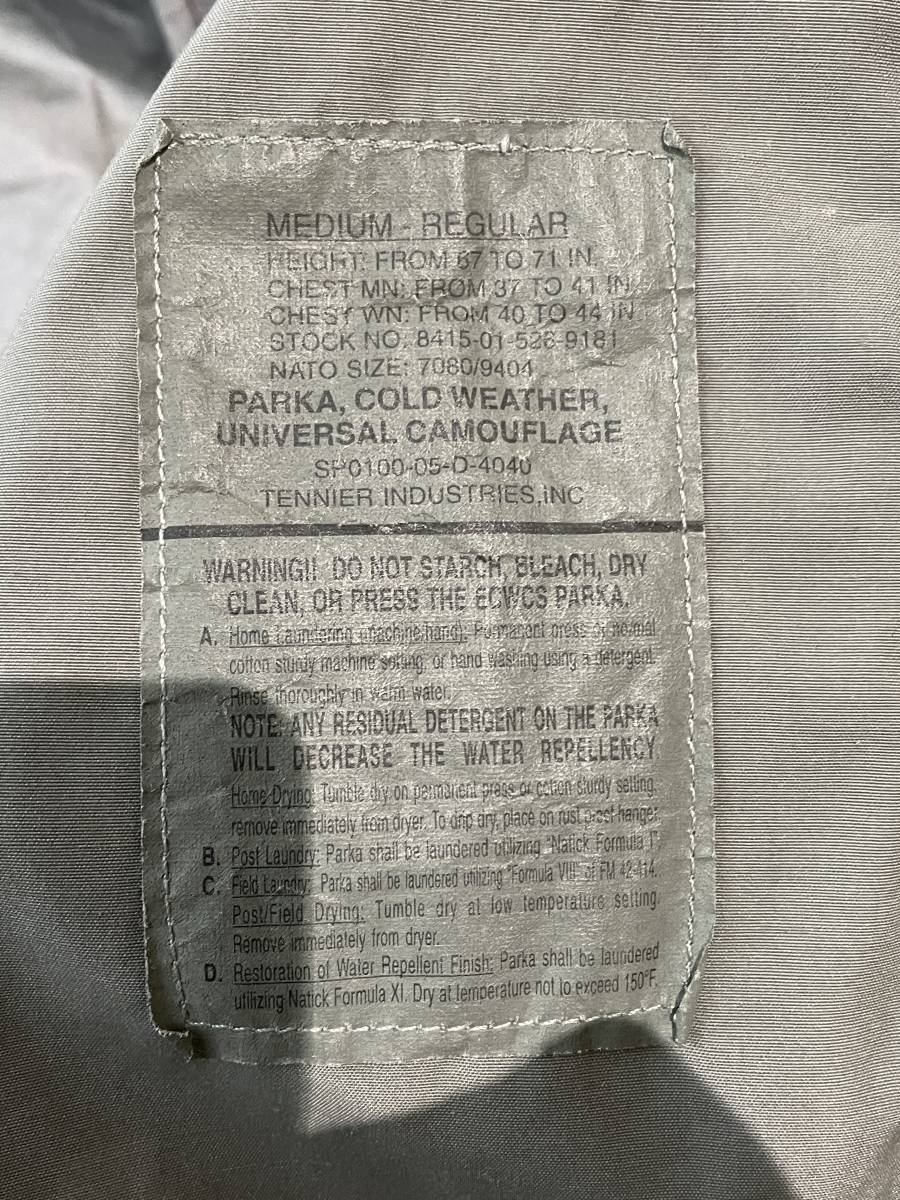 MEDIUM - REGULAR
HEIGHT: FROM 67 TO 71 IN.
CHEST MN: FROM 37 TO 41 IN
CHEST WN: FROM 40 TO 44 IN
STOCK NO. 8415-01-526-9181
NATO SIZE: 7080/9404
PARKA, COLD WEATHER,
UNIVERSAL CAMOUFLAGE
SP0100-05-D-4040
TENNIER INDUSTRIES,INC
WARNING!! DO NOT STARCH, BLEACH, DRY
CLEAN, OR PRESS THE ECWCS PARKA.
A. Home Laundering (machine/hand): Permanent press or normal
cotton sturdy machine setting, or hand washing using a detergent.
Rinse thoroughly in warm water.
NOTE: ANY RESIDUAL DETERGENT ON THE PARKA
WILL DECREASE THE WATER REPELLENCY
Home Drying: Tumble dry on permanent press or cotton sturdy setting,
remove immediately from dryer. To drip dry, place on rust proof hanger.
B. Post Laundry: Parka shall be laundered utilizing "Natick Formula 1".
C. Field Laundry: Parka shall be laundered utilizing "Formula VIII" of FM 42-414.
Post/Field Drying: Tumble dry at low temperature setting.
Remove immediately from dryer.
D. Restoration of Water Repellent Finish: Parka shall be laundered
utilizing Natick Formula XI. Dry at temperature not to exceed 150°F.